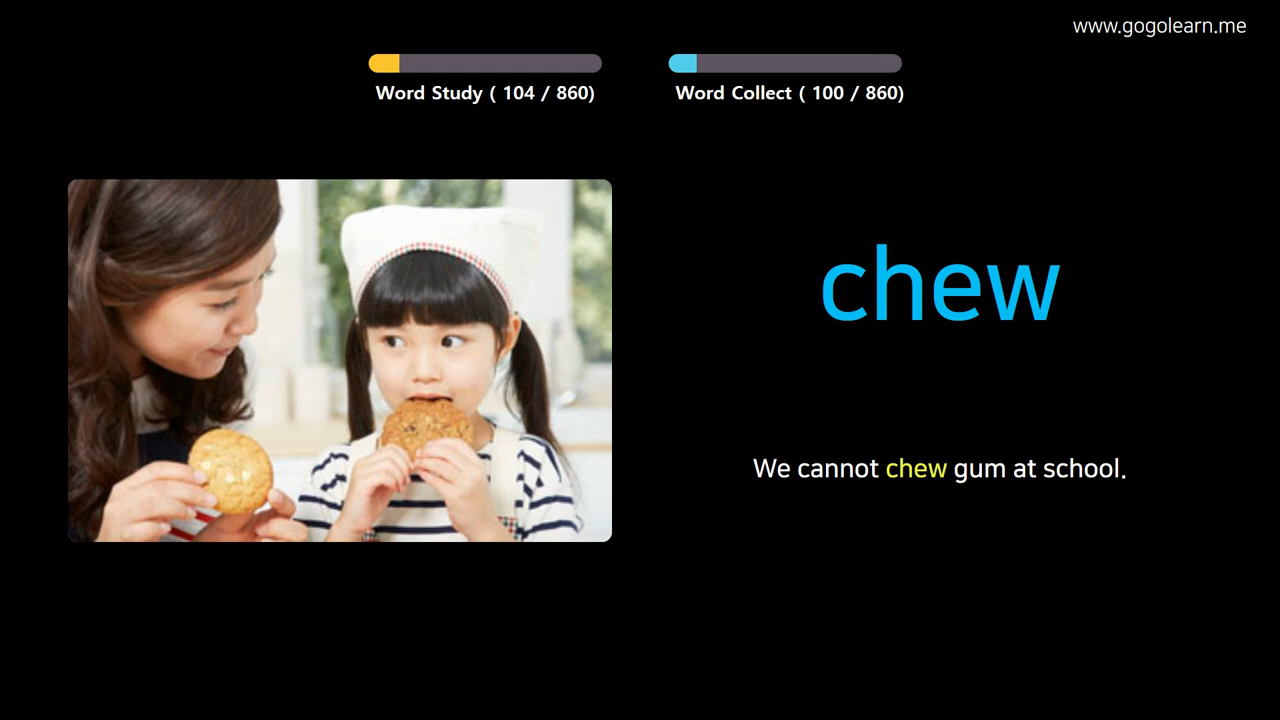 www.gogolearn.me
Word Study ( 104 / 860)
Word Collect ( 100 / 860)
chew
We cannot chew gum at school.